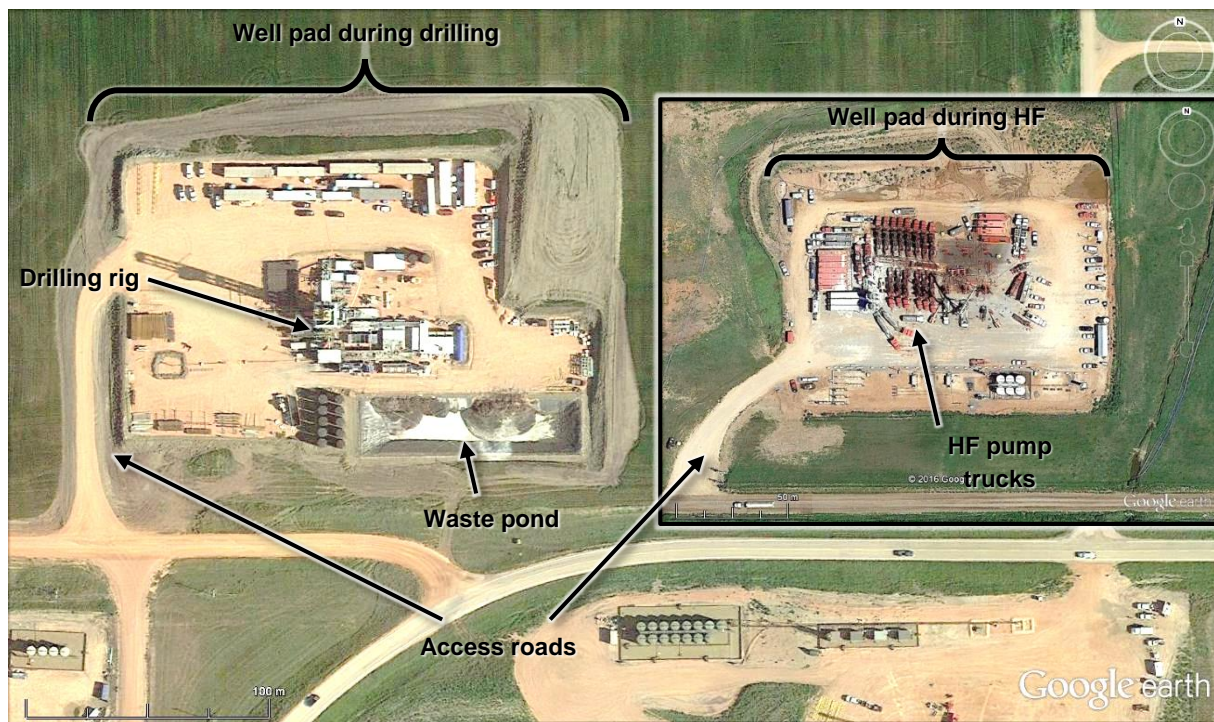 Well pad during drilling
N
Well pad during HF
N
Drilling rig
HF pump
trucks
© 2016 Goog
Google earth
50 m
Waste pond
Access roads
100 m
Google earth